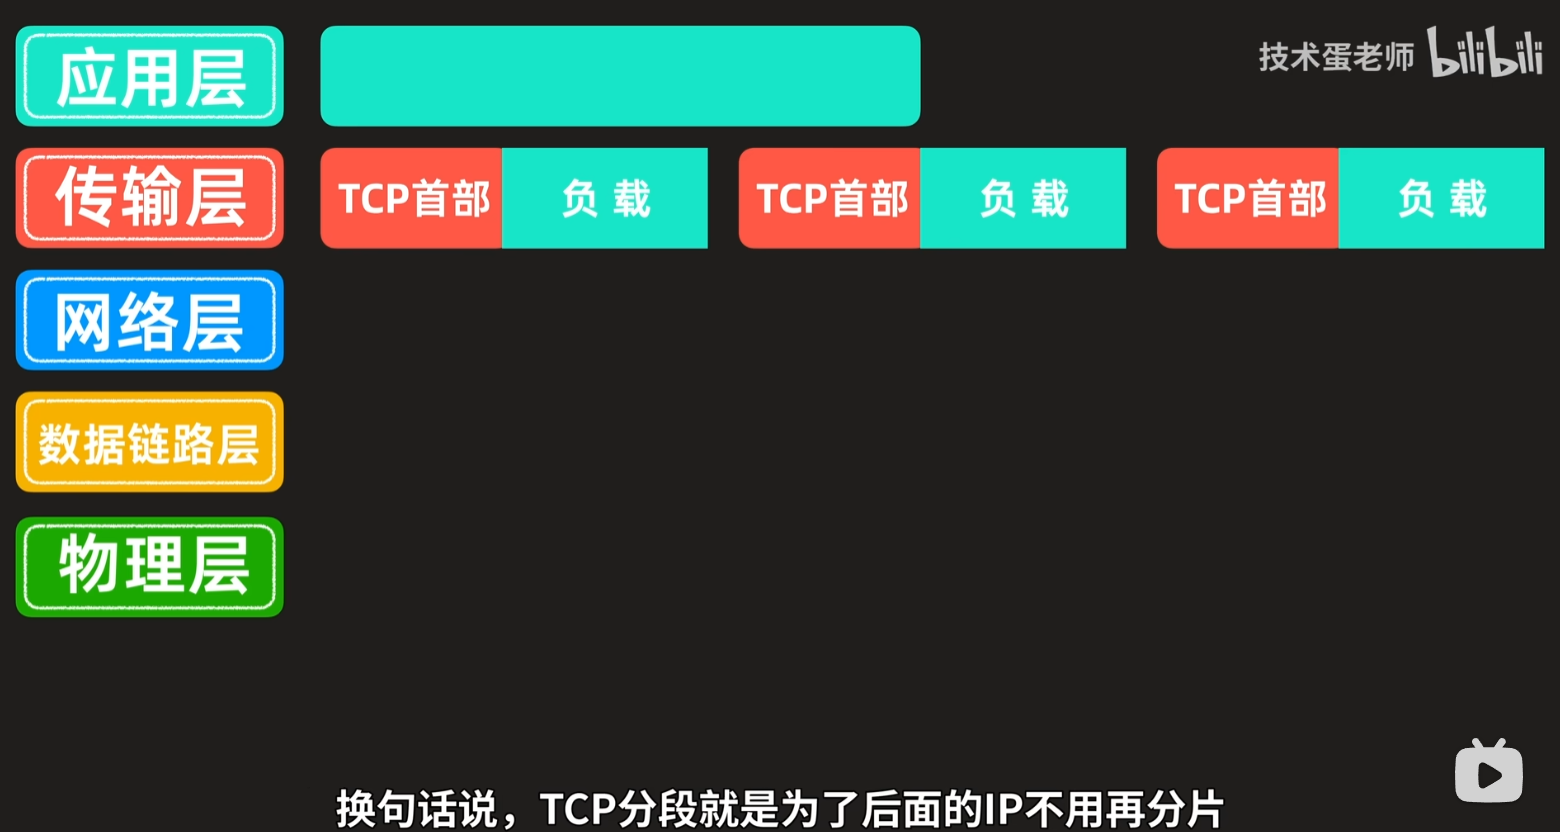 应用层
技术蛋老师 bilibili
传输层 TCP首部 负载 TCP首部 负载 TCP首部 负载
网络层
数据链路层
物理层
换句话说，TCP分段就是为了后面的IP不用再分片